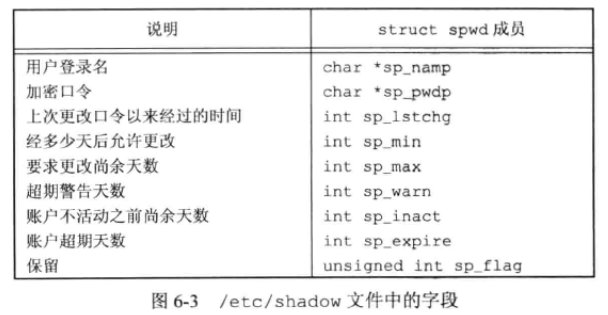 说明 struct spwd 成员
用户登录名 char *sp_namp
加密口令 char *sp_pwdp
上次更改口令以来经过的时间 int sp_lstchg
经多少天后允许更改 int sp_min
要求更改尚余天数 int sp_max
超期警告天数 int sp_warn
账户不活动之前尚余天数 int sp_inact
账户超期天数 int sp_expire
保留 unsigned int sp_flag
图 6-3 /etc/shadow 文件中的字段